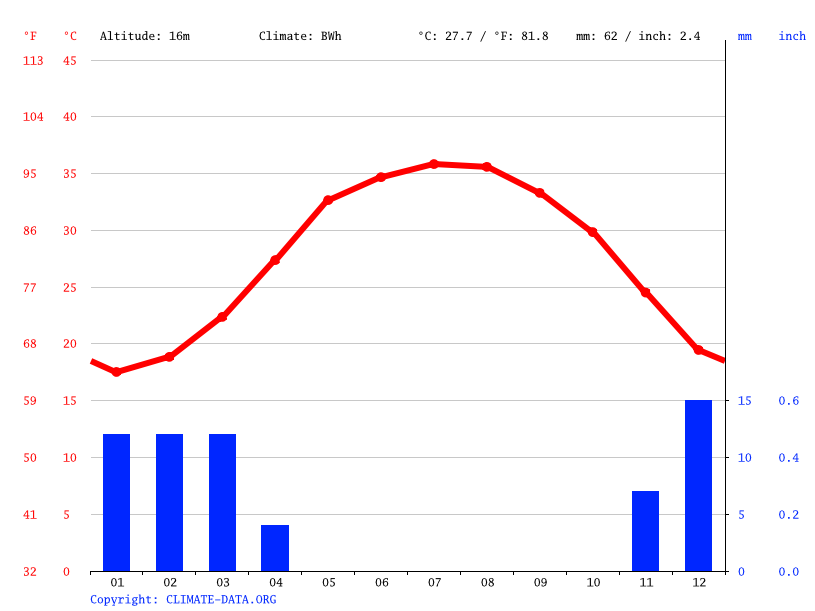 °F °C Altitude: 16m Climate: BWh °C: 27.7 / °F: 81.8 mm: 62 / inch: 2.4 mm inch
113 45
104 40
95 35
86 30
77 25
68 20
59 15 15 0.6
50 10 10 0.4
41 5 5 0.2
32 0 0 0.0
01 02 03 04 05 06 07 08 09 10 11 12
Copyright: CLIMATE-DATA.ORG